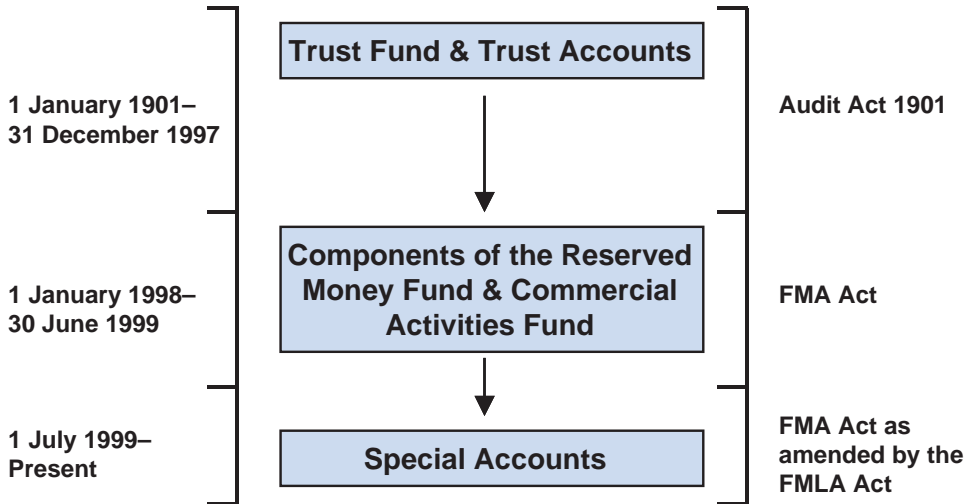 Trust Fund & Trust Accounts
1 January 1901–
31 December 1997
Audit Act 1901
Components of the Reserved
Money Fund & Commercial
Activities Fund
1 January 1998–
30 June 1999
FMA Act
1 July 1999–
Present
Special Accounts
FMA Act as
amended by the
FMLA Act